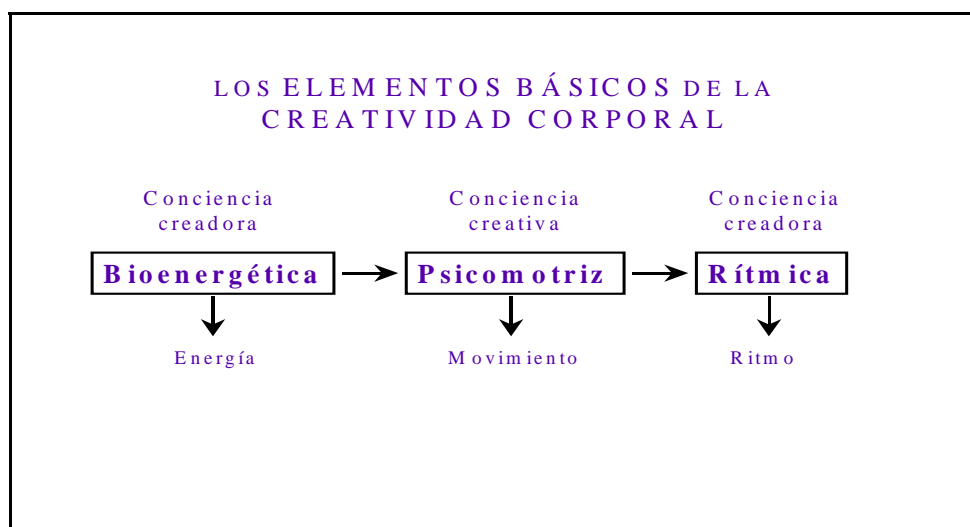 LOS ELEMENTOS BÁSICOS DE LA
CREATIVIDAD CORPORAL
Conciencia creadora
Conciencia creativa
Conciencia creadora
Bioenergética
Psicomotriz
Rítmica
Energía
Movimiento
Ritmo